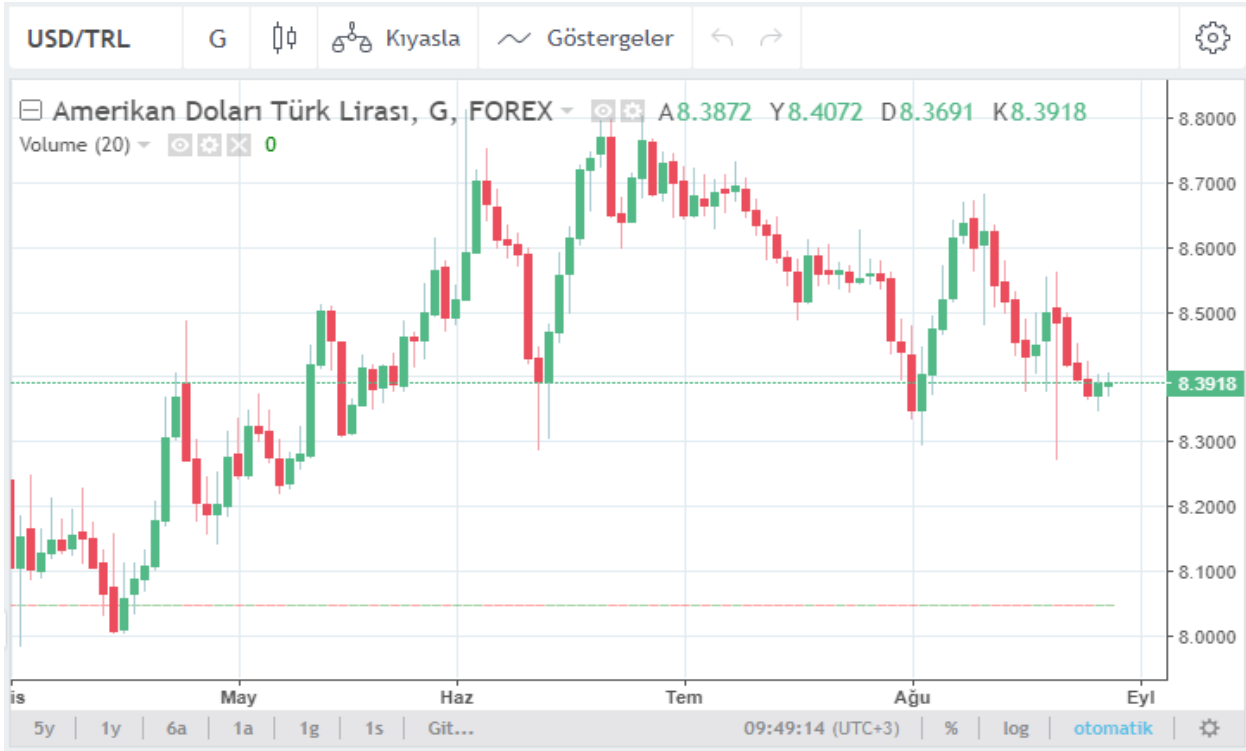 USD/TRL G Kıyasla Göstergeler
Amerikan Doları Türk Lirası, G, FOREX A8.3872 Y8.4072 D8.3691 K8.3918
Volume (20) 0
8.8000
8.7000
8.6000
8.5000
8.3918
8.3000
8.2000
8.1000
8.0000
is May Haz Tem Ağu Eyl
5y 1y 6a 1a 1g 1s Git... 09:49:14 (UTC+3) % log otomatik